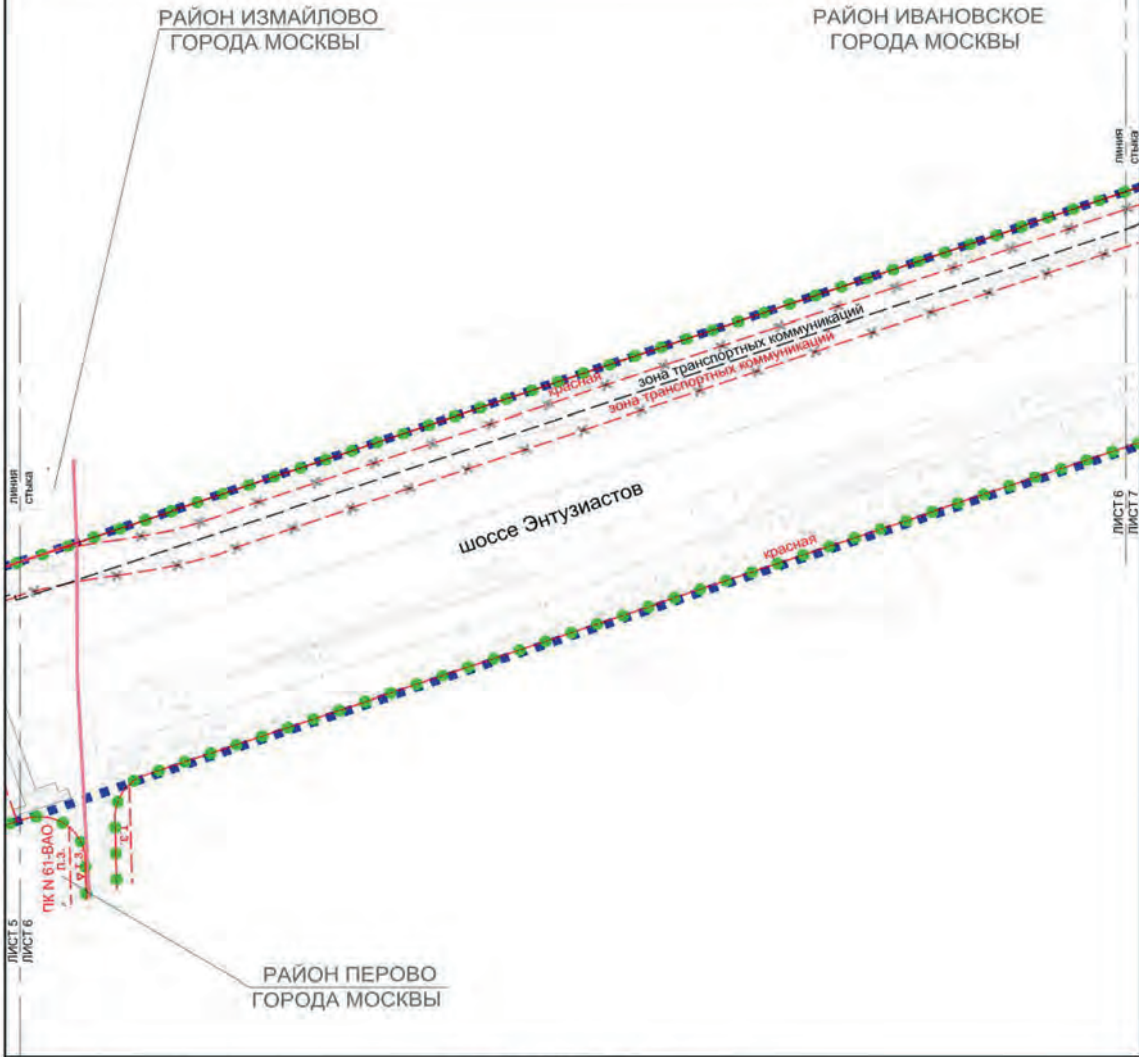 РАЙОН ИЗМАЙЛОВО
ГОРОДА МОСКВЫ
РАЙОН ИВАНОВСКОЕ
ГОРОДА МОСКВЫ
линия
стыка
красная
зона транспортных коммуникаций
зона транспортных коммуникаций
линия
стыка
шоссе Энтузиастов
красная
ЛИСТ 6
ЛИСТ 7
ПК N 61-ВАО
П.З.
Т.З.
Т.З.
ЛИСТ 5
ЛИСТ 6
РАЙОН ПЕРОВО
ГОРОДА МОСКВЫ